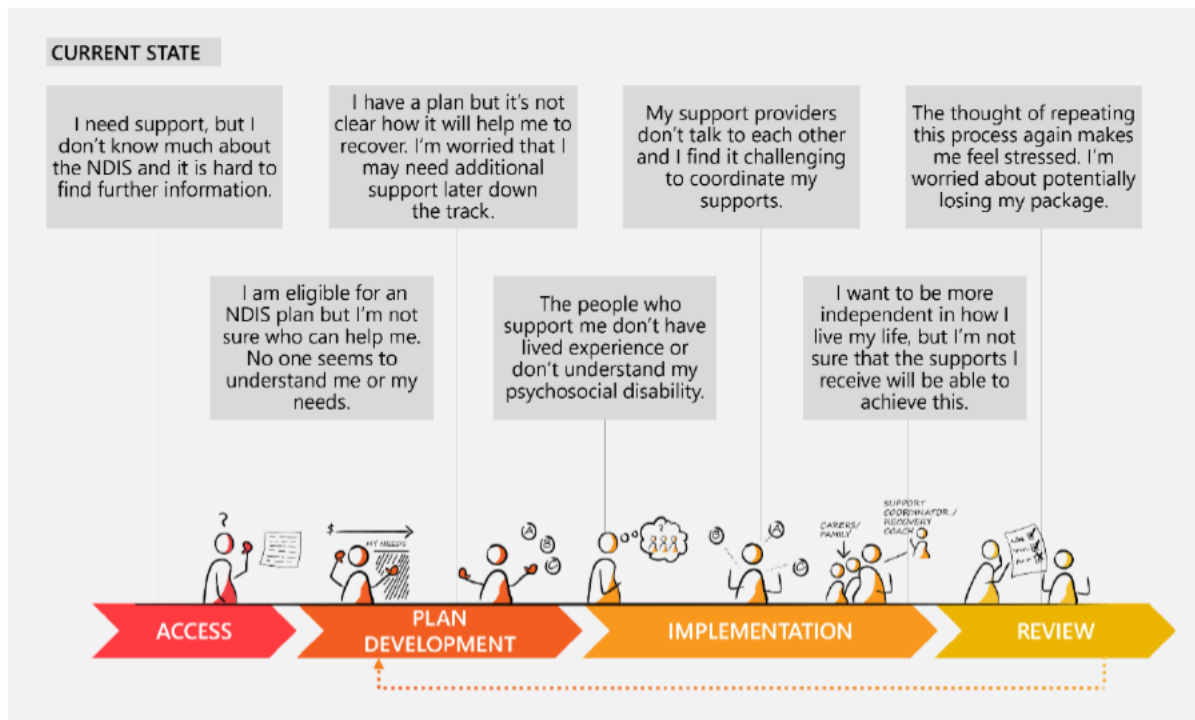 CURRENT STATE
I need support, but I
don't know much about
the NDIS and it is hard to
find further information.
I have a plan but it's not
clear how it will help me to
recover. I'm worried that I
may need additional
support later down
the track.
My support providers
don't talk to each other
and I find it challenging
to coordinate my
supports.
The thought of repeating
this process again makes
me feel stressed. I'm
worried about potentially
losing my package.
I am eligible for an
NDIS plan but I'm not
sure who can help me.
No one seems to
understand me or my
needs.
The people who
support me don't have
lived experience or
don't understand my
psychosocial disability.
I want to be more
independent in how I
live my life, but I'm not
sure that the supports I
receive will be able to
achieve this.
?
$
MY NEEDS
A
B
C
?
B
A
C
CARERS/
FAMILY
SUPPORT
COORDINATOR/
RECOVERY
COACH
ACCESS
PLAN
DEVELOPMENT
IMPLEMENTATION
REVIEW